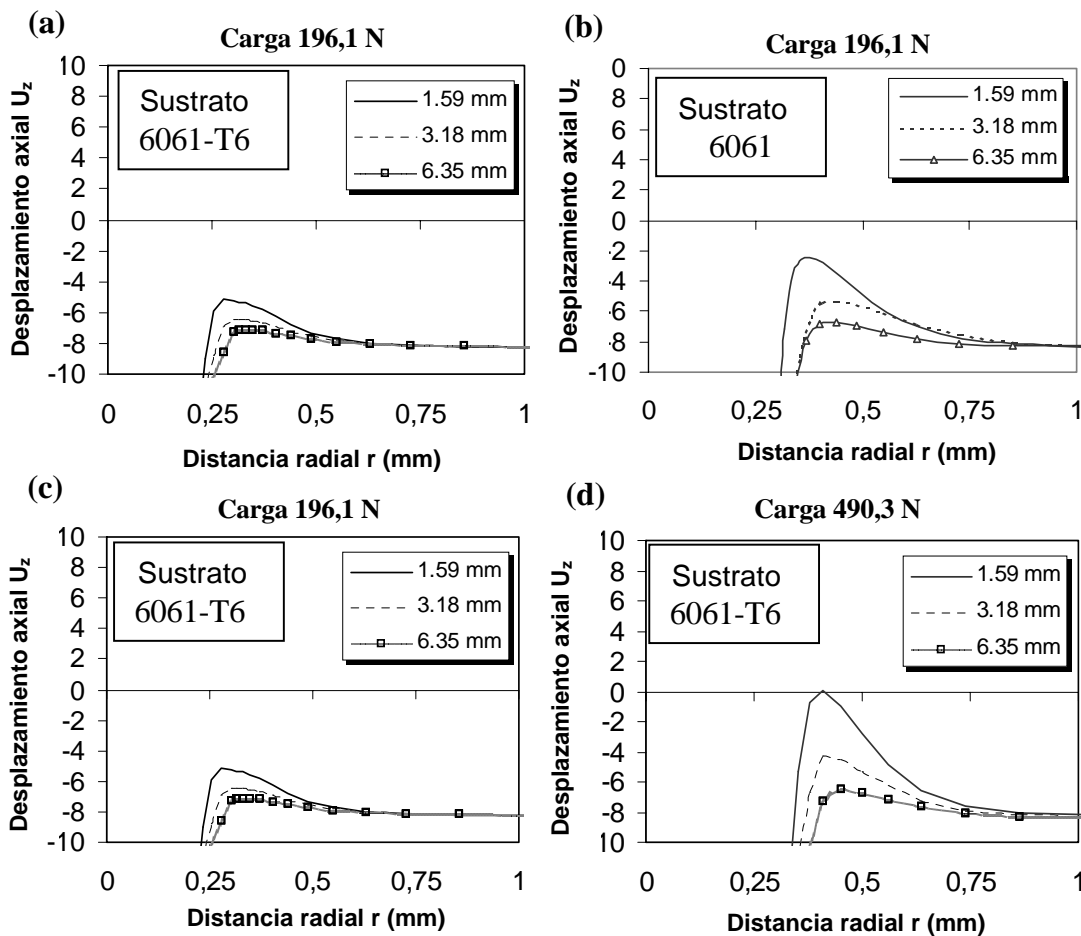 (a)
Carga 196,1 N
Desplazamiento axial Uz
10
8
6
4
2
0
-2
-4
-6
-8
-10
Sustrato
6061-T6
1.59 mm
3.18 mm
6.35 mm
0
0,25
0,5
0,75
1
Distancia radial r (mm)
(b)
Carga 196,1 N
Desplazamiento axial Uz
0
8
6
4
2
0
-2
-4
-6
-8
-10
Sustrato
6061
1.59 mm
3.18 mm
6.35 mm
0
0,25
0,5
0,75
1
Distancia radial r (mm)
(c)
Carga 196,1 N
Desplazamiento axial Uz
10
8
6
4
2
0
-2
-4
-6
-8
-10
Sustrato
6061-T6
1.59 mm
3.18 mm
6.35 mm
0
0,25
0,5
0,75
1
Distancia radial r (mm)
(d)
Carga 490,3 N
Desplazamiento axial Uz
10
8
6
4
2
0
-2
-4
-6
-8
-10
Sustrato
6061-T6
1.59 mm
3.18 mm
6.35 mm
0
0,25
0,5
0,75
1
Distancia radial r (mm)